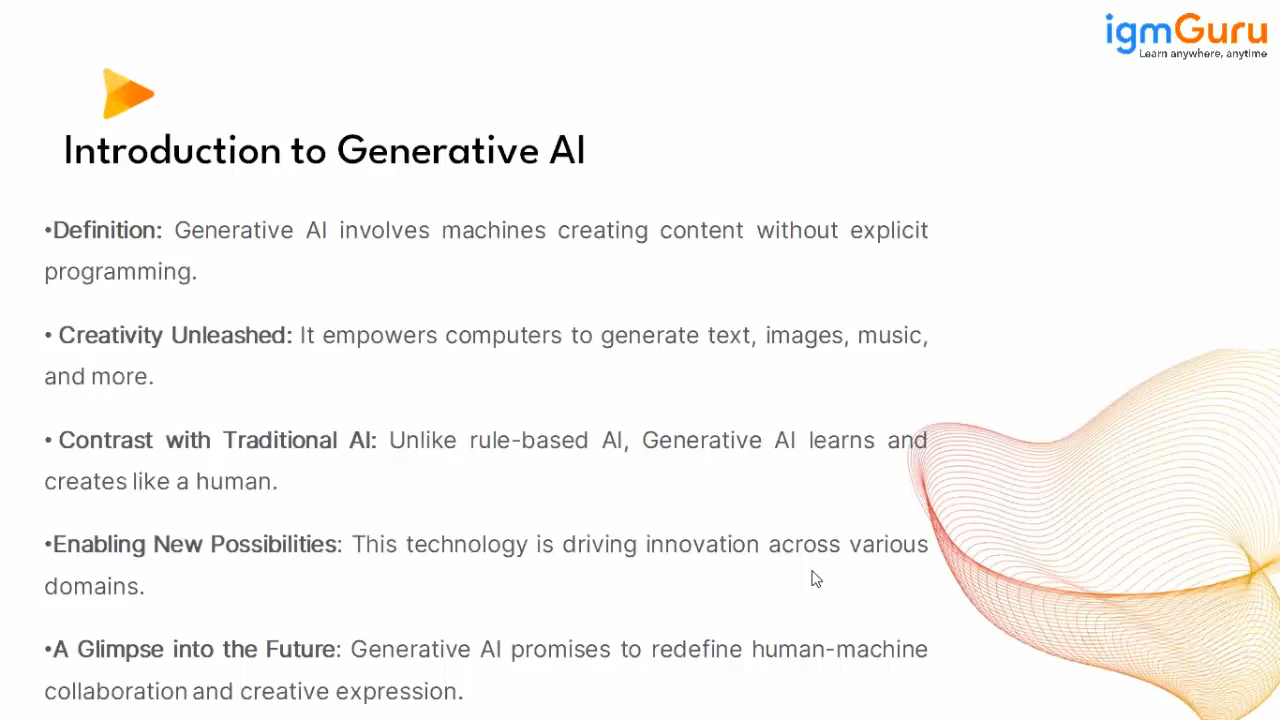 igmGuru
Learn anywhere, anytime
Introduction to Generative AI
•Definition: Generative AI involves machines creating content without explicit
programming.
• Creativity Unleashed: It empowers computers to generate text, images, music,
and more.
• Contrast with Traditional AI: Unlike rule-based AI, Generative AI learns and
creates like a human.
•Enabling New Possibilities: This technology is driving innovation across various
domains.
•A Glimpse into the Future: Generative AI promises to redefine human-machine
collaboration and creative expression.